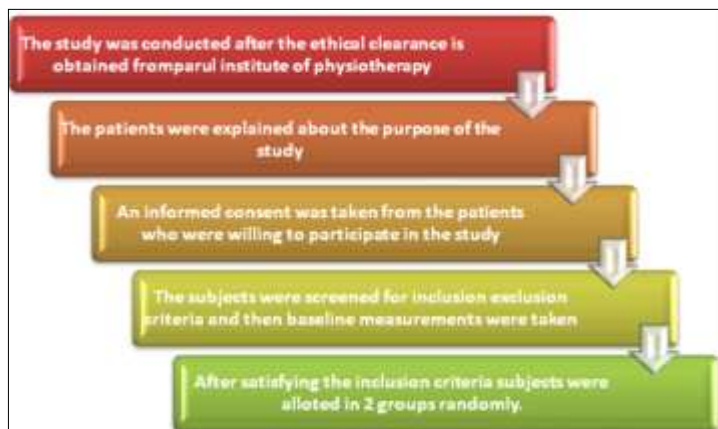 The study was conducted after the ethical clearance is
obtained fromparul institute of physiotherapy
The patients were explained about the purpose of the
study
An informed consent was taken from the patients
who were willing to participate in the study
The subjects were screened for inclusion exclusion
criteria and then baseline measurements were taken
After satisfying the inclusion criteria subjects were
alloted in 2 groups randomly.